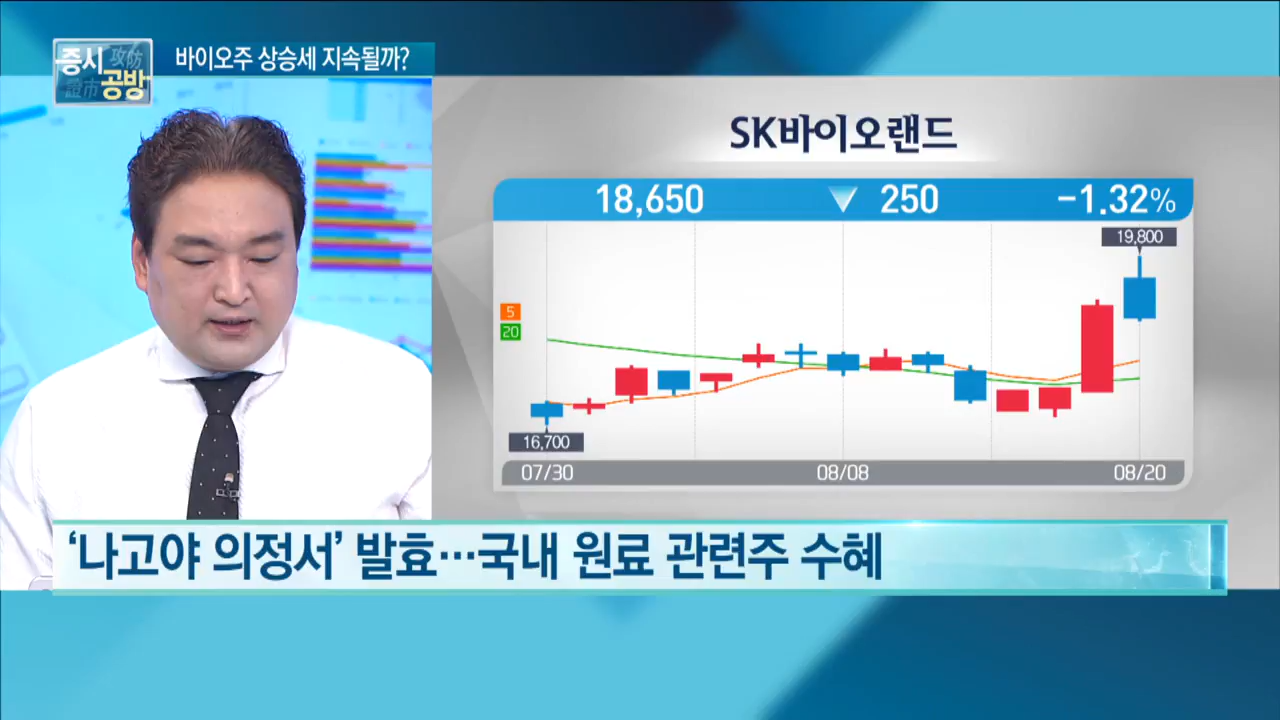 증시 攻防
證市 공방
바이오주 상승세 지속될까?
SK바이오랜드
18,650 ▼ 250 -1.32%
19,800
5
20
16,700
07/30 08/08 08/20
‘나고야 의정서’ 발효…국내 원료 관련주 수혜